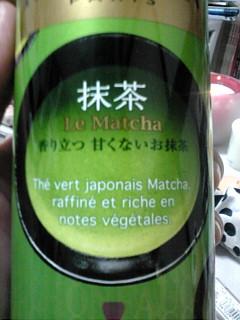 抹茶
Le Matcha
香り立つ 甘くないお抹茶
Thé vert japonais Matcha,
raffiné et riche en
notes végétales.